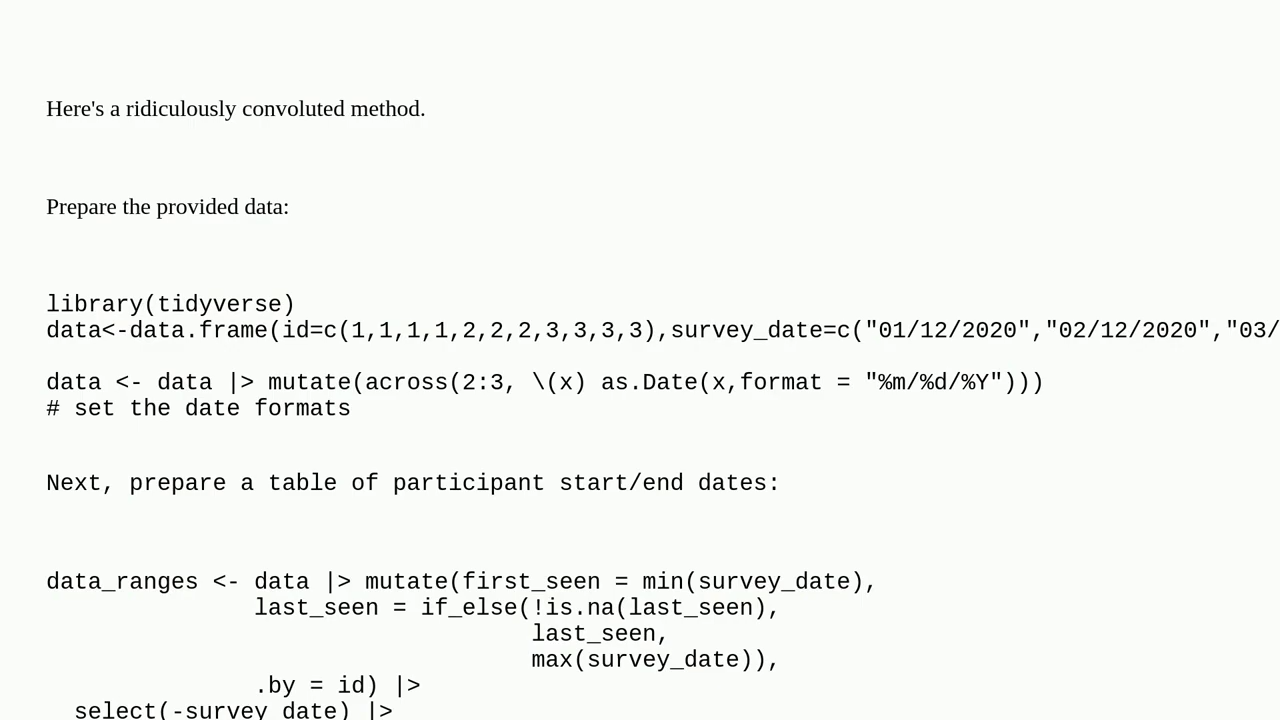 Here's a ridiculously convoluted method.
Prepare the provided data:
library(tidyverse)
data<-data.frame(id=c(1,1,1,1,2,2,2,3,3,3,3),survey_date=c("01/12/2020","02/12/2020","03/
data <- data |> mutate(across(2:3, \(x) as.Date(x,format = "%m/%d/%Y")))
# set the date formats
Next, prepare a table of participant start/end dates:
data_ranges <- data |> mutate(first_seen = min(survey_date),
last_seen = if_else(!is.na(last_seen),
last_seen,
max(survey_date)),
.by = id) |>
select(-survey_date) |>